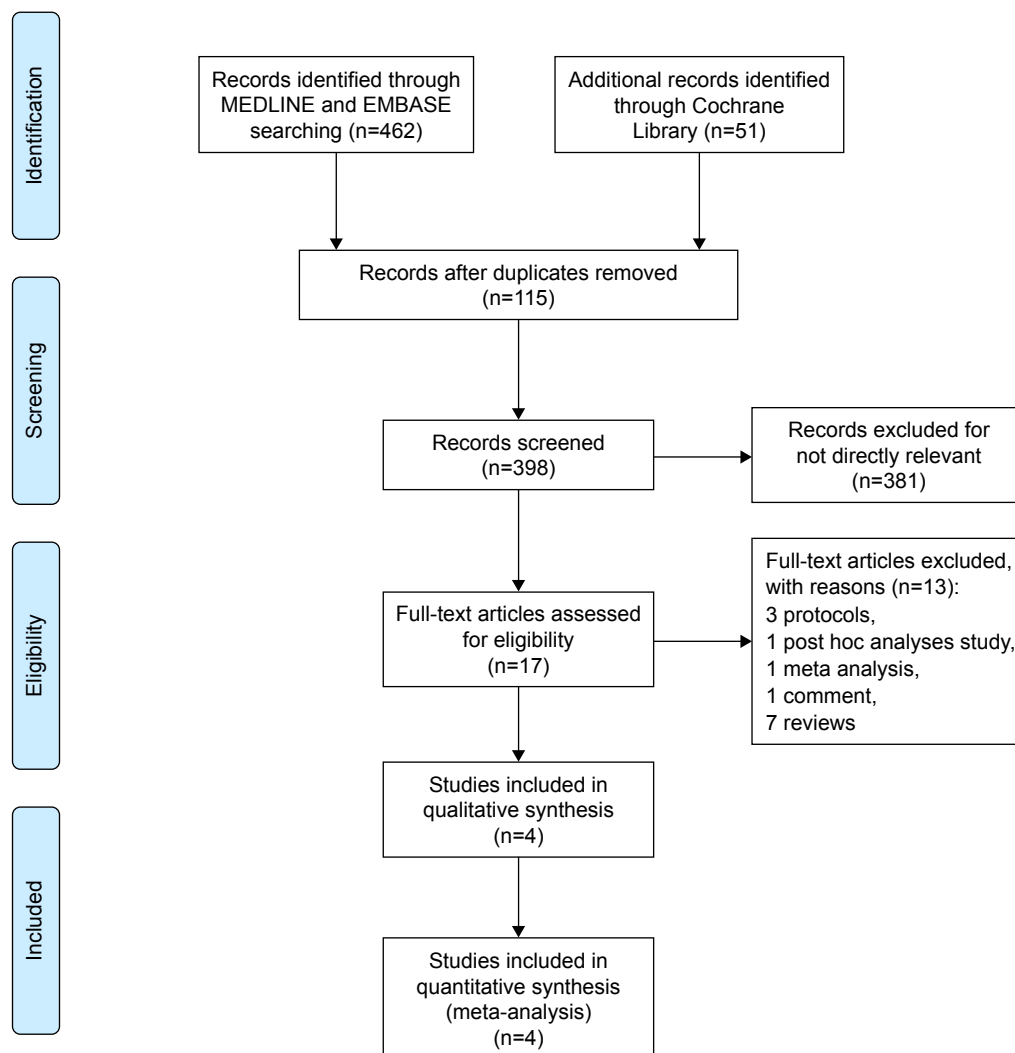 Identification
Records identified through
MEDLINE and EMBASE
searching (n=462)
Additional records identified
through Cochrane
Library (n=51)
Records after duplicates removed
(n=115)
Screening
Records screened
(n=398)
Records excluded for
not directly relevant
(n=381)
Eligibility
Full-text articles assessed
for eligibility
(n=17)
Full-text articles excluded,
with reasons (n=13):
3 protocols,
1 post hoc analyses study,
1 meta analysis,
1 comment,
7 reviews
Studies included in
qualitative synthesis
(n=4)
Included
Studies included in
quantitative synthesis
(meta-analysis)
(n=4)